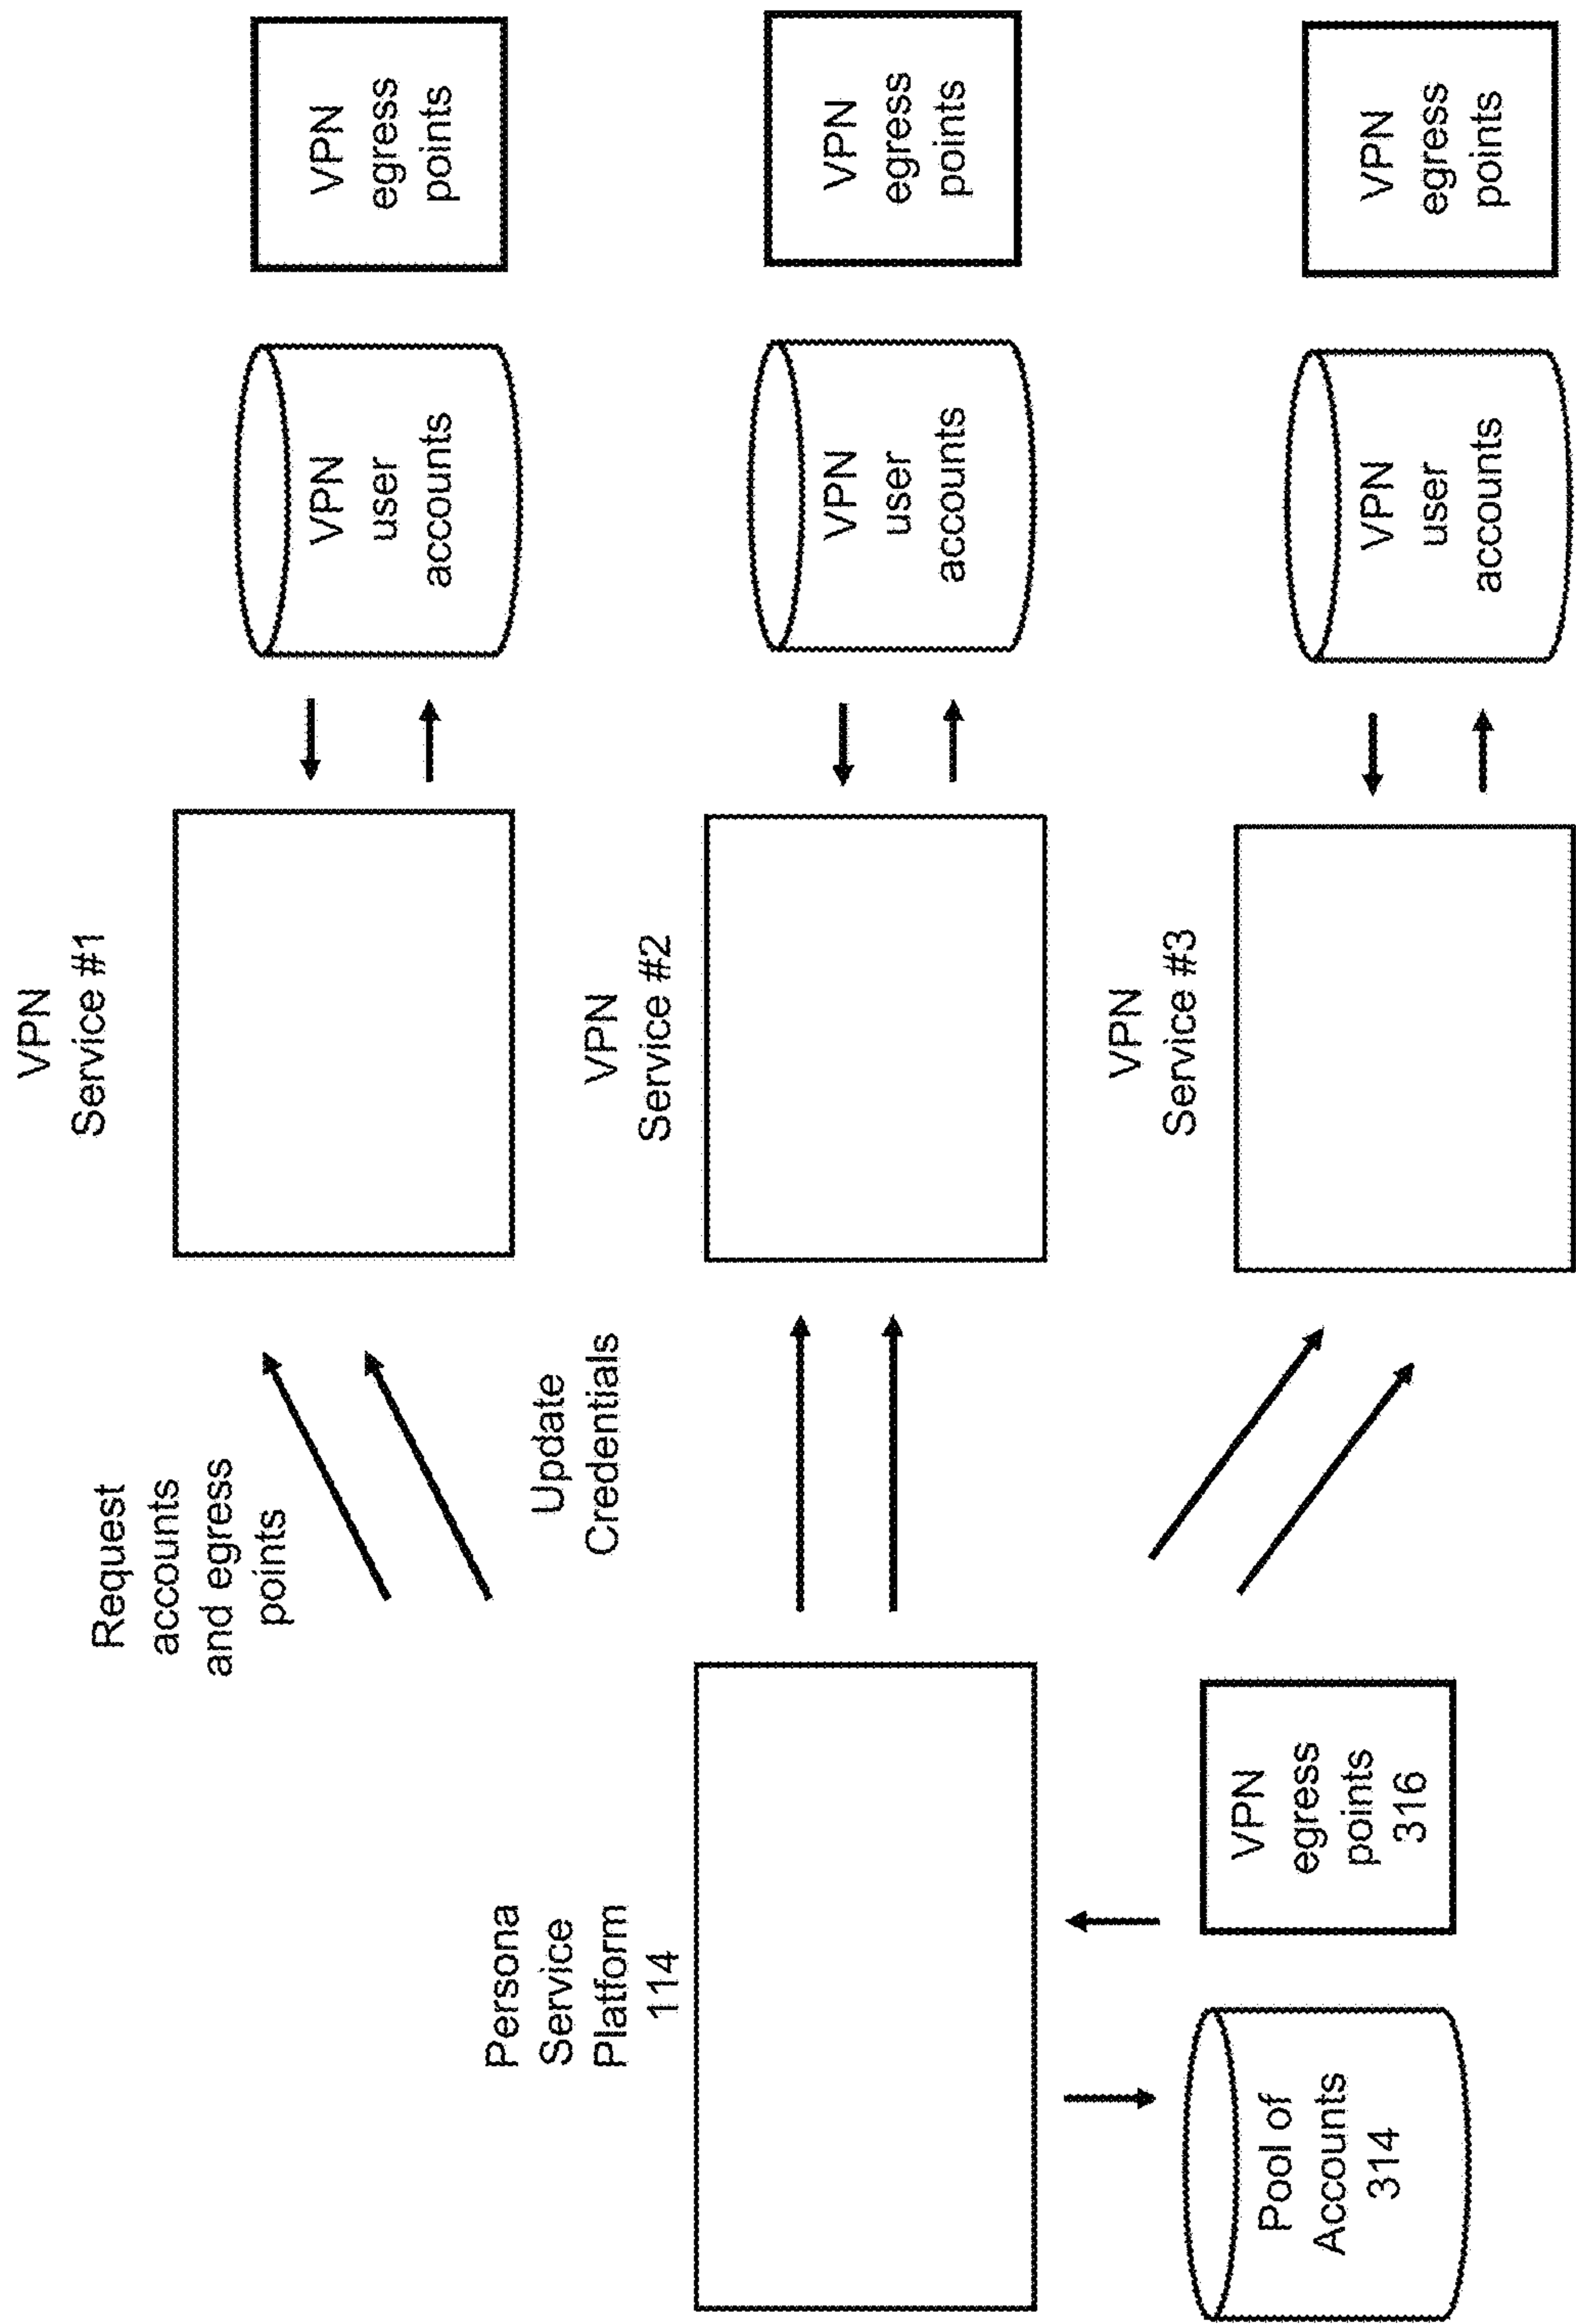 VPN
Service #1
VPN
user
accounts
VPN
egress
points
Request
accounts
and egress
points
Update
Credentials
VPN
Service #2
VPN
user
accounts
VPN
egress
points
Persona
Service
Platform
114
VPN
Service #3
VPN
user
accounts
VPN
egress
points
Pool of
Accounts
314
VPN
egress
points
316